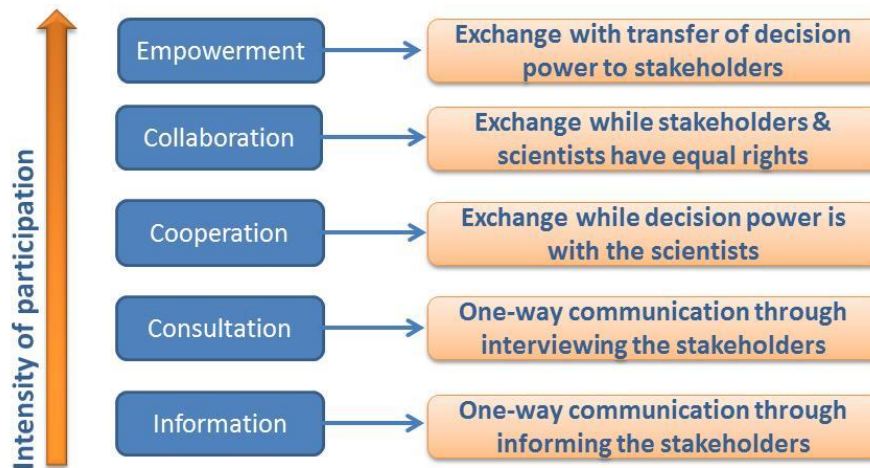 Intensity of participation
Empowerment
Exchange with transfer of decision
power to stakeholders
Collaboration
Exchange while stakeholders &
scientists have equal rights
Cooperation
Exchange while decision power is
with the scientists
Consultation
One-way communication through
interviewing the stakeholders
Information
One-way communication through
informing the stakeholders